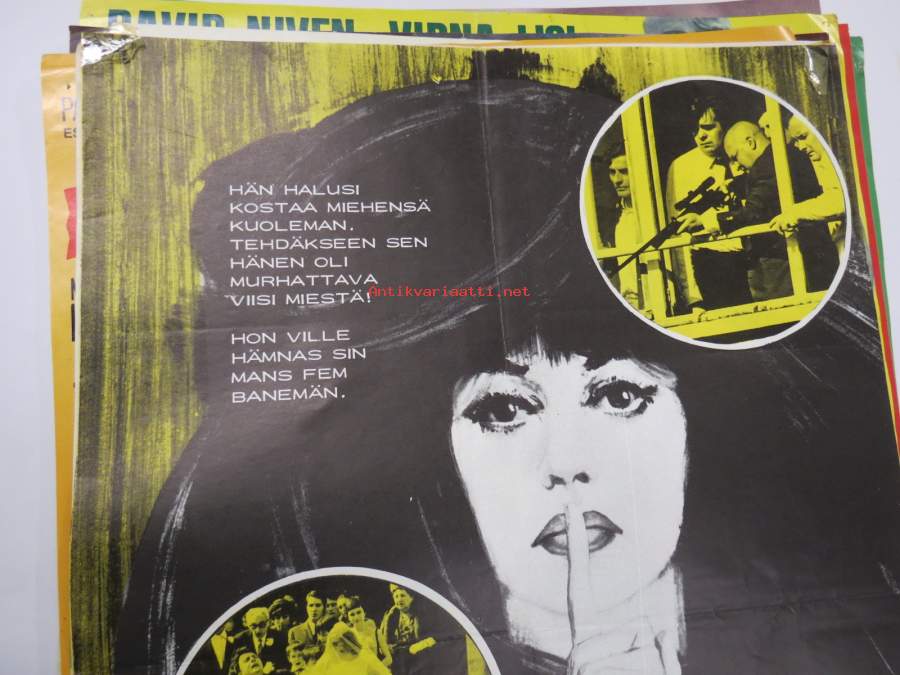 DAVID NIVEN VIRNA LISI
HÄN HALUSI
KOSTAA MIEHENSÄ
KUOLEMAN.
TEHDÄKSEEN SEN
HÄNEN OLI
MURHATTAVA
VIISI MIESTÄ!
Antikvariaatti.net
HON VILLE
HÄMNAS SIN
MANS FEM
BANEMÄN.